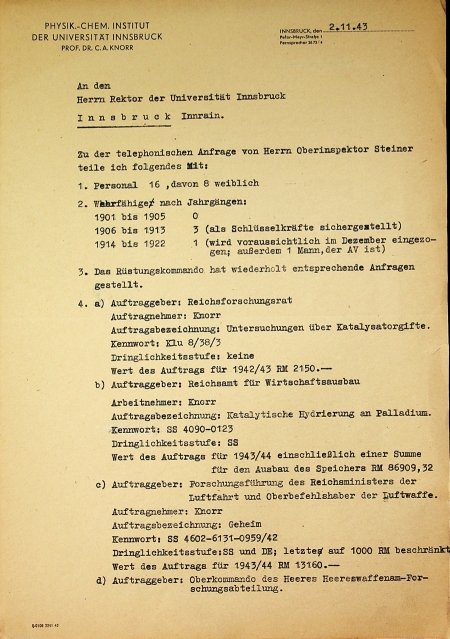 PHYSIK.-CHEM. INSTITUT
DER UNIVERSITÄT INNSBRUCK
PROF. DR. C. A. KNORR
INNSBRUCK, den 2.11.43
Peter-Mayr-Straße 1
Fernsprecher
An den
Herrn Rektor der Universität Innsbruck
Innsbruck Innrain.
Zu der telephonischen Anfrage von Herrn Oberinspektor Steiner
teile ich folgendes Mit:
1. Personal 16 ,davon 8 weiblich
2. Wehrfähige nach Jahrgängen:
1901 bis 1905 0
1906 bis 1913 3 (als Schlüsselkräfte sichergestellt)
1914 bis 1922 1 (wird voraussichtlich im Dezember eingezo-
gen; außerdem 1 Mann,der AV ist)
3. Das Rüstungskommando hat wiederholt entsprechende Anfragen
gestellt.
4. a) Auftraggeber: Reichsforschungsrat
Auftragnehmer: Knorr
Auftragsbezeichnung: Untersuchungen über Katalysatorgifte.
Kennwort: Klu 8/38/3
Dringlichkeitsstufe: keine
Wert des Auftrags für 1942/43 RM 2150.—
b) Auftraggeber: Reichsamt für Wirtschaftsausbau
Arbeitnehmer: Knorr
Auftragsbezeichnung: Katalytische Hydrierung an Palladium.
Kennwort: SS 4090-0123
Dringlichkeitsstufe: SS
Wert des Auftrags für 1943/44 einschließlich einer Summe
für den Ausbau des Speichers RM 86909,32
c) Auftraggeber: Forschungsführung des Reichsministers der
Luftfahrt und Oberbefehlshaber der Luftwaffe.
Auftragnehmer: Knorr
Auftragsbezeichnung: Geheim
Kennwort: SS 4602-6131-0959/42
Dringlichkeitsstufe:SS und DE; letzte auf 1000 RM beschränkt
Wert des Auftrags für 1943/44 RM 13160.—
d) Auftraggeber: Oberkommando des Heeres Heereswaffenam-For-
schungsabteilung.